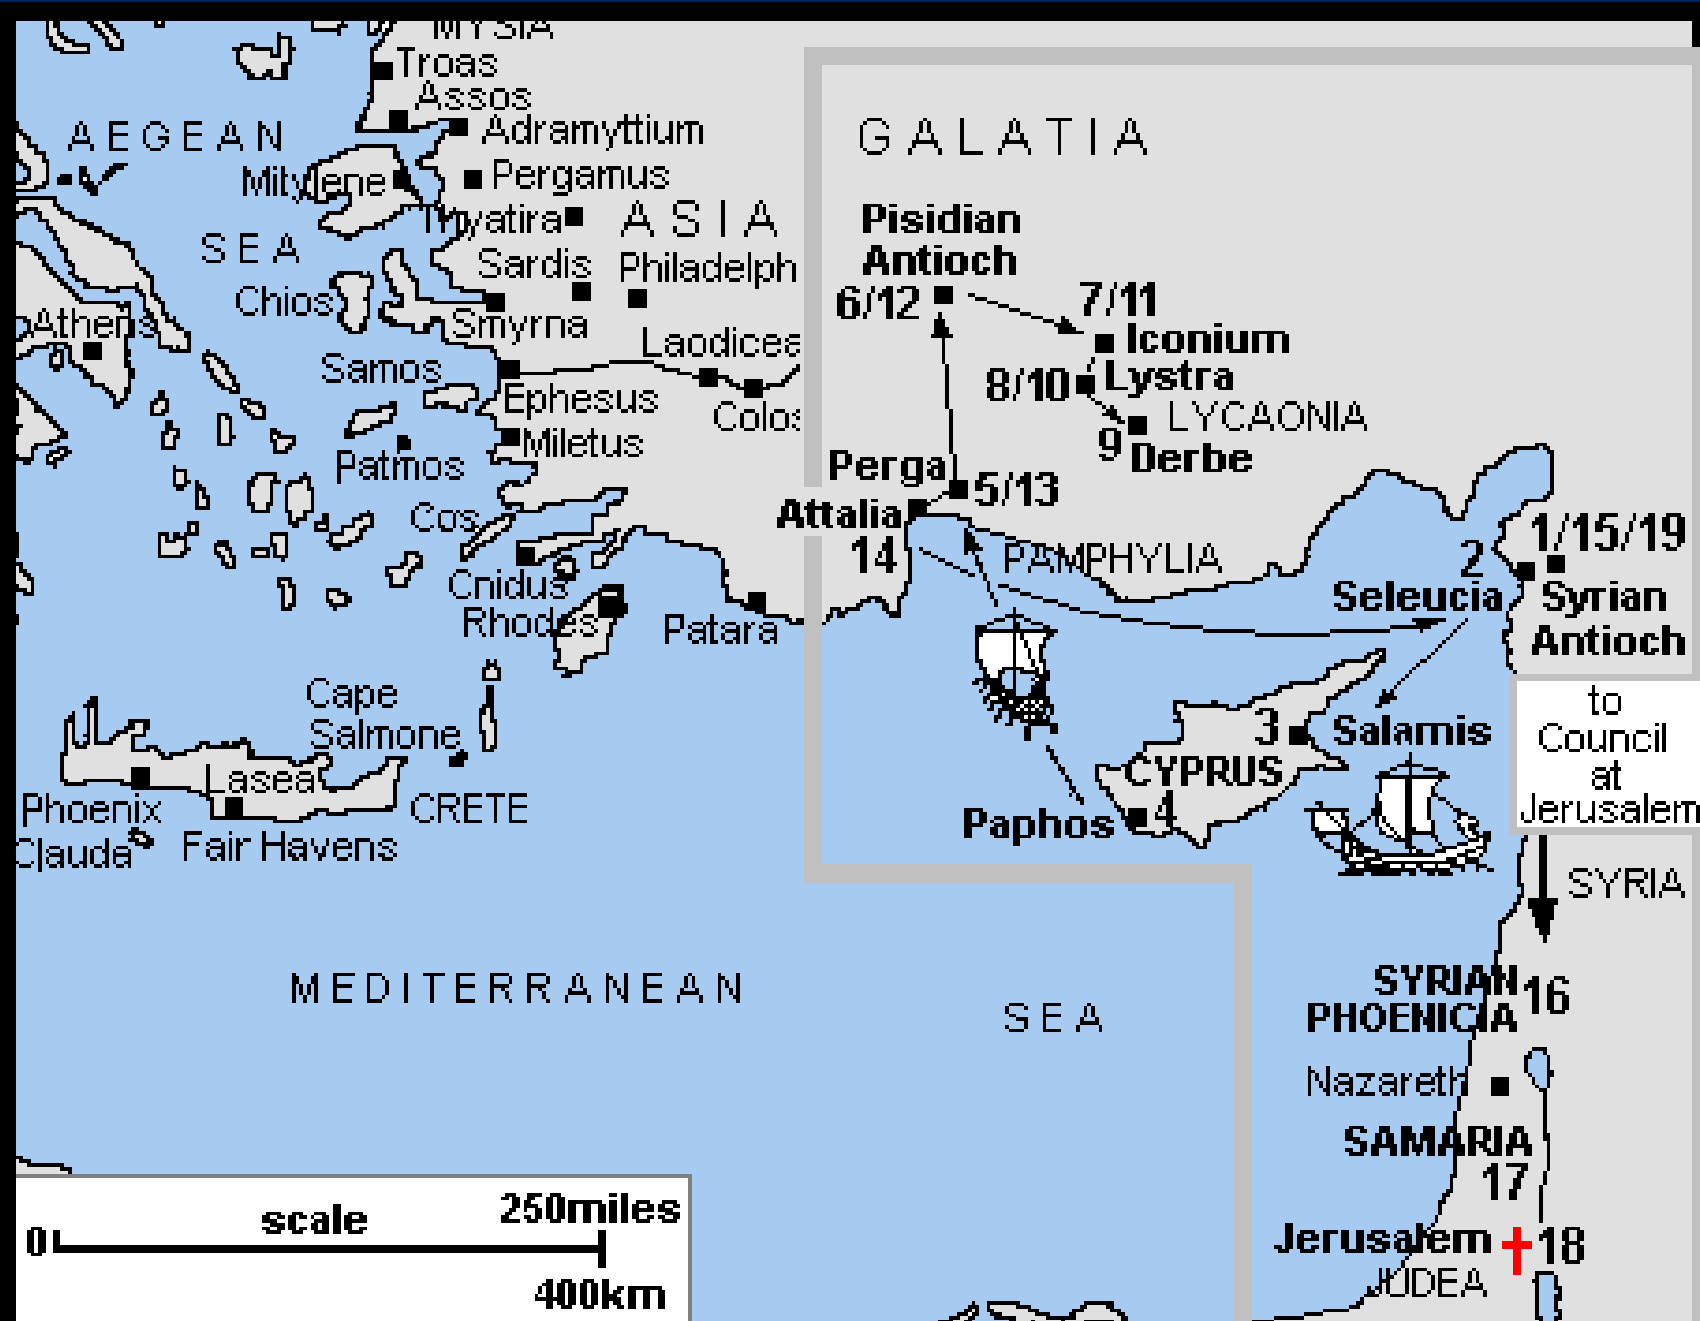 MYSIA
Troas
Assos
AEGEAN
Adramyttium
GALATIA
Mitylene
Pergamus
Thyatira
ASIA
Pisidian
Antioch
SEA
Sardis
Philadelph
Chios
6/12
7/11
Athens
Smyrna
Iconium
Laodicea
Samos
8/10
Lystra
Ephesus
Colos
LYCAONIA
Miletus
9
Derbe
Patmos
Perga
5/13
Cos
Attalia
14
PAMPHYLIA
2
1/15/19
Cnidus
Seleucia
Syrian
Antioch
Rhodes
Patara
Cape
Salmone
to
Council
at
Jerusalem
3
Salamis
Lasea
CYPRUS
Phoenix
CRETE
Paphos
4
Clauda
Fair Havens
SYRIA
MEDITERRANEAN
SEA
SYRIAN
PHOENICIA
16
Nazareth
SAMARIA
17
scale
250miles
0
400km
Jerusalem
18
JUDEA